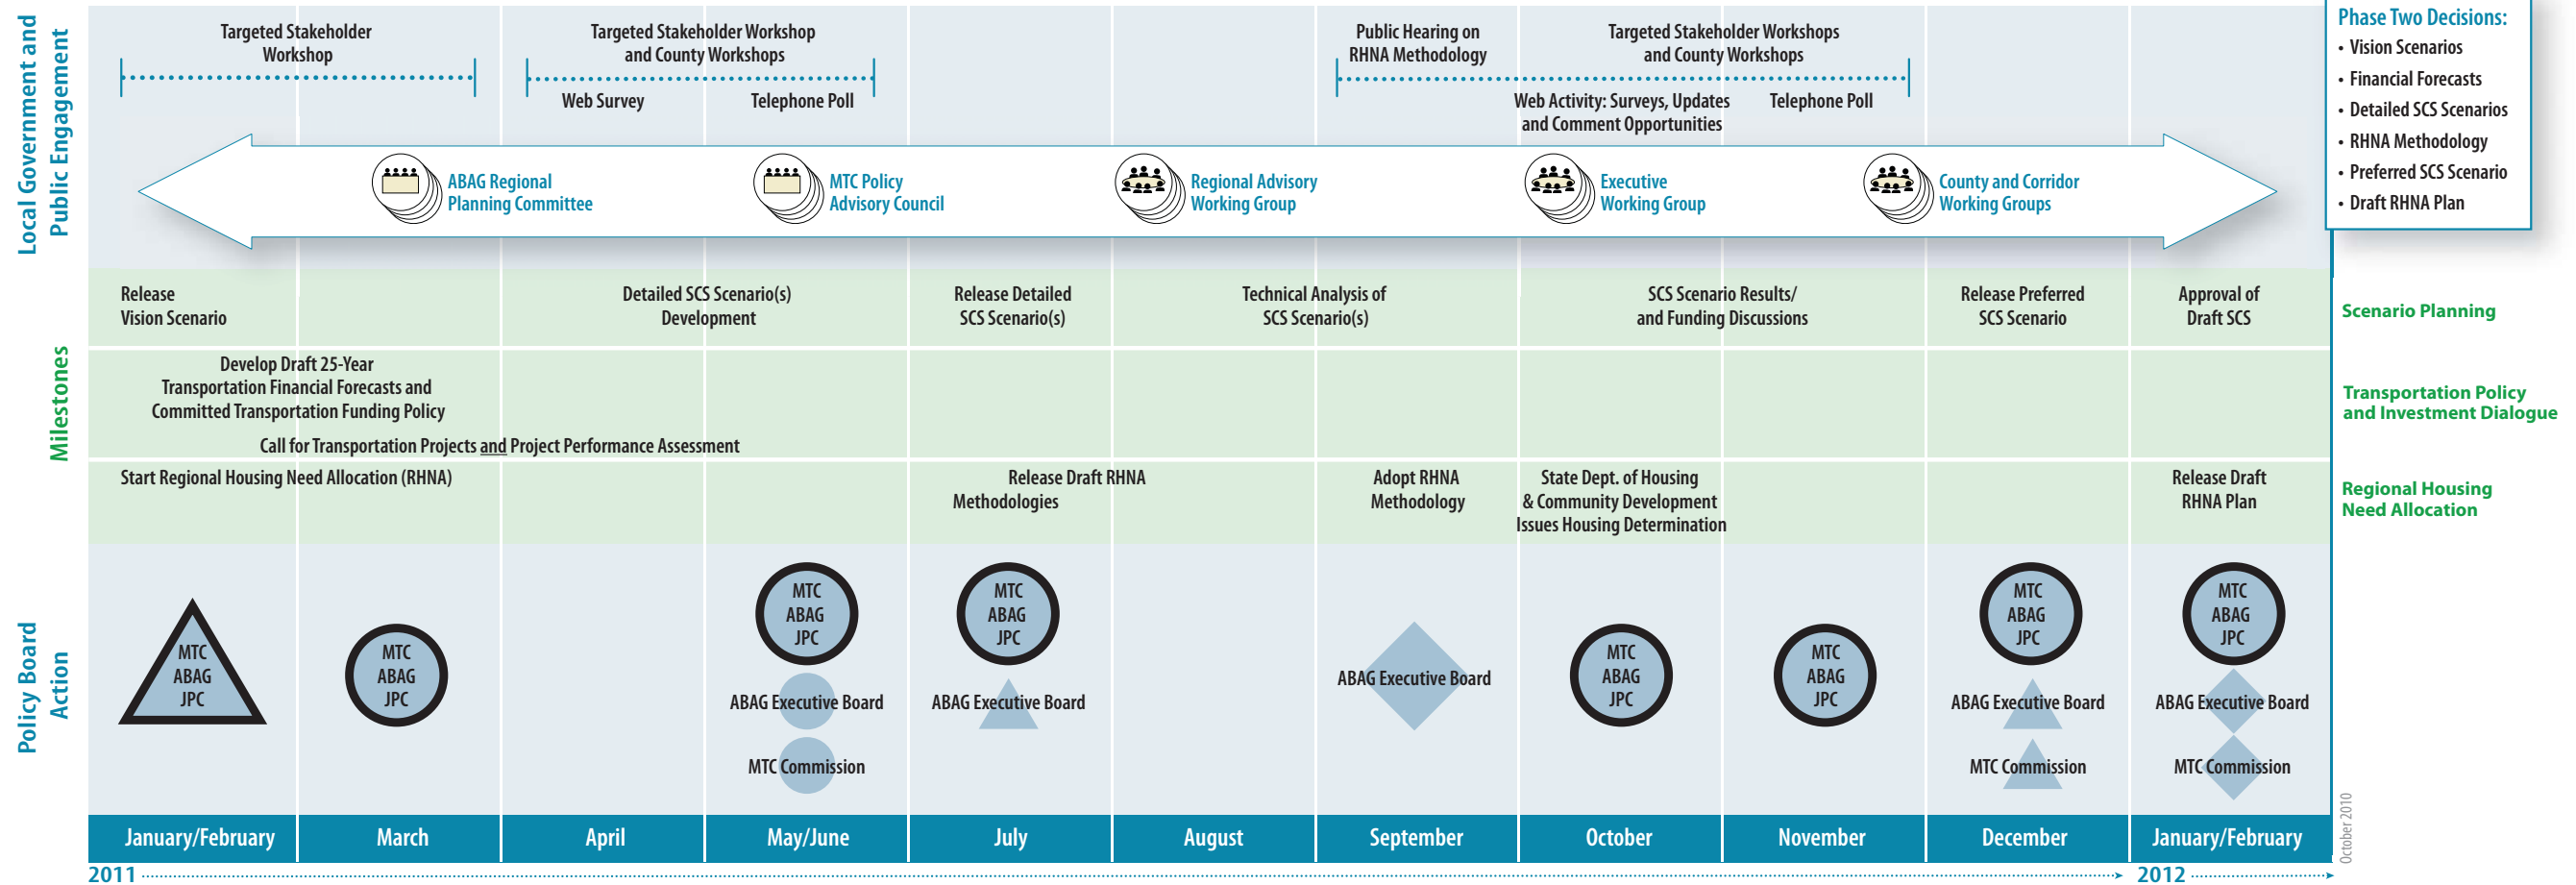 Local Government and
Public Engagement
Targeted Stakeholder
Workshop
Targeted Stakeholder Workshop
and County Workshops
Web Survey
Telephone Poll
Public Hearing on
RHNA Methodology
Targeted Stakeholder Workshops
and County Workshops
Web Activity: Surveys, Updates
and Comment Opportunities
Telephone Poll
ABAG Regional
Planning Committee
MTC Policy
Advisory Council
Regional Advisory
Working Group
Executive
Working Group
County and Corridor
Working Groups
Phase Two Decisions:
• Vision Scenarios
• Financial Forecasts
• Detailed SCS Scenarios
• RHNA Methodology
• Preferred SCS Scenario
• Draft RHNA Plan
Milestones
Release
Vision Scenario
Detailed SCS Scenario(s)
Development
Release Detailed
SCS Scenario(s)
Technical Analysis of
SCS Scenario(s)
SCS Scenario Results/
and Funding Discussions
Release Preferred
SCS Scenario
Approval of
Draft SCS
Scenario Planning
Develop Draft 25-Year
Transportation Financial Forecasts and
Committed Transportation Funding Policy
Call for Transportation Projects and Project Performance Assessment
Transportation Policy
and Investment Dialogue
Start Regional Housing Need Allocation (RHNA)
Release Draft RHNA
Methodologies
Adopt RHNA
Methodology
State Dept. of Housing
& Community Development
Issues Housing Determination
Release Draft
RHNA Plan
Regional Housing
Need Allocation
Policy Board
Action
MTC
ABAG
JPC
MTC
ABAG
JPC
MTC
ABAG
JPC
ABAG Executive Board
MTC Commission
MTC
ABAG
JPC
ABAG Executive Board
ABAG Executive Board
MTC
ABAG
JPC
MTC
ABAG
JPC
MTC
ABAG
JPC
ABAG Executive Board
MTC Commission
MTC
ABAG
JPC
ABAG Executive Board
MTC Commission
January/February
March
April
May/June
July
August
September
October
November
December
January/February
2011
2012
October 2010